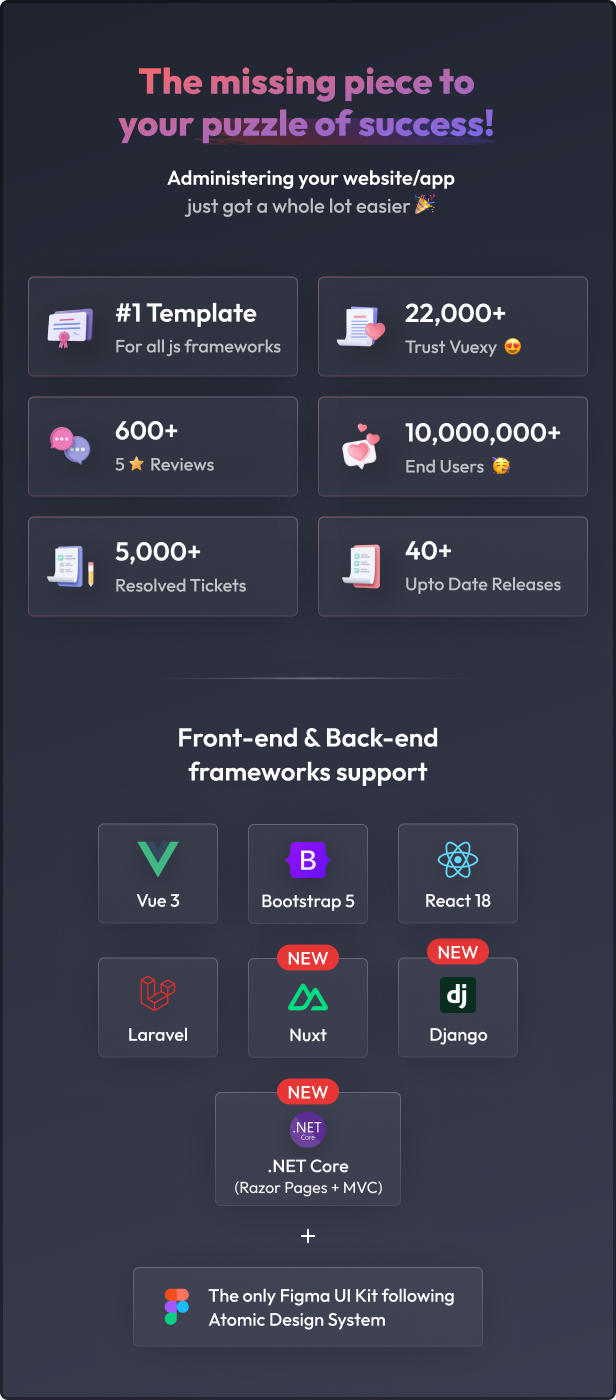 The missing piece to
your puzzle of success!
Administering your website/app
just got a whole lot easier 🎉
#1 Template
For all js frameworks
22,000+
Trust Vuexy 😍
600+
5 ⭐ Reviews
10,000,000+
End Users 🥳
5,000+
Resolved Tickets
40+
Upto Date Releases
Front-end & Back-end
frameworks support
Vue 3
B
Bootstrap 5
React 18
Laravel
NEW
Nuxt
NEW
dj
Django
NEW
.NET
Core
.NET Core
(Razor Pages + MVC)
+
The only Figma UI Kit following
Atomic Design System